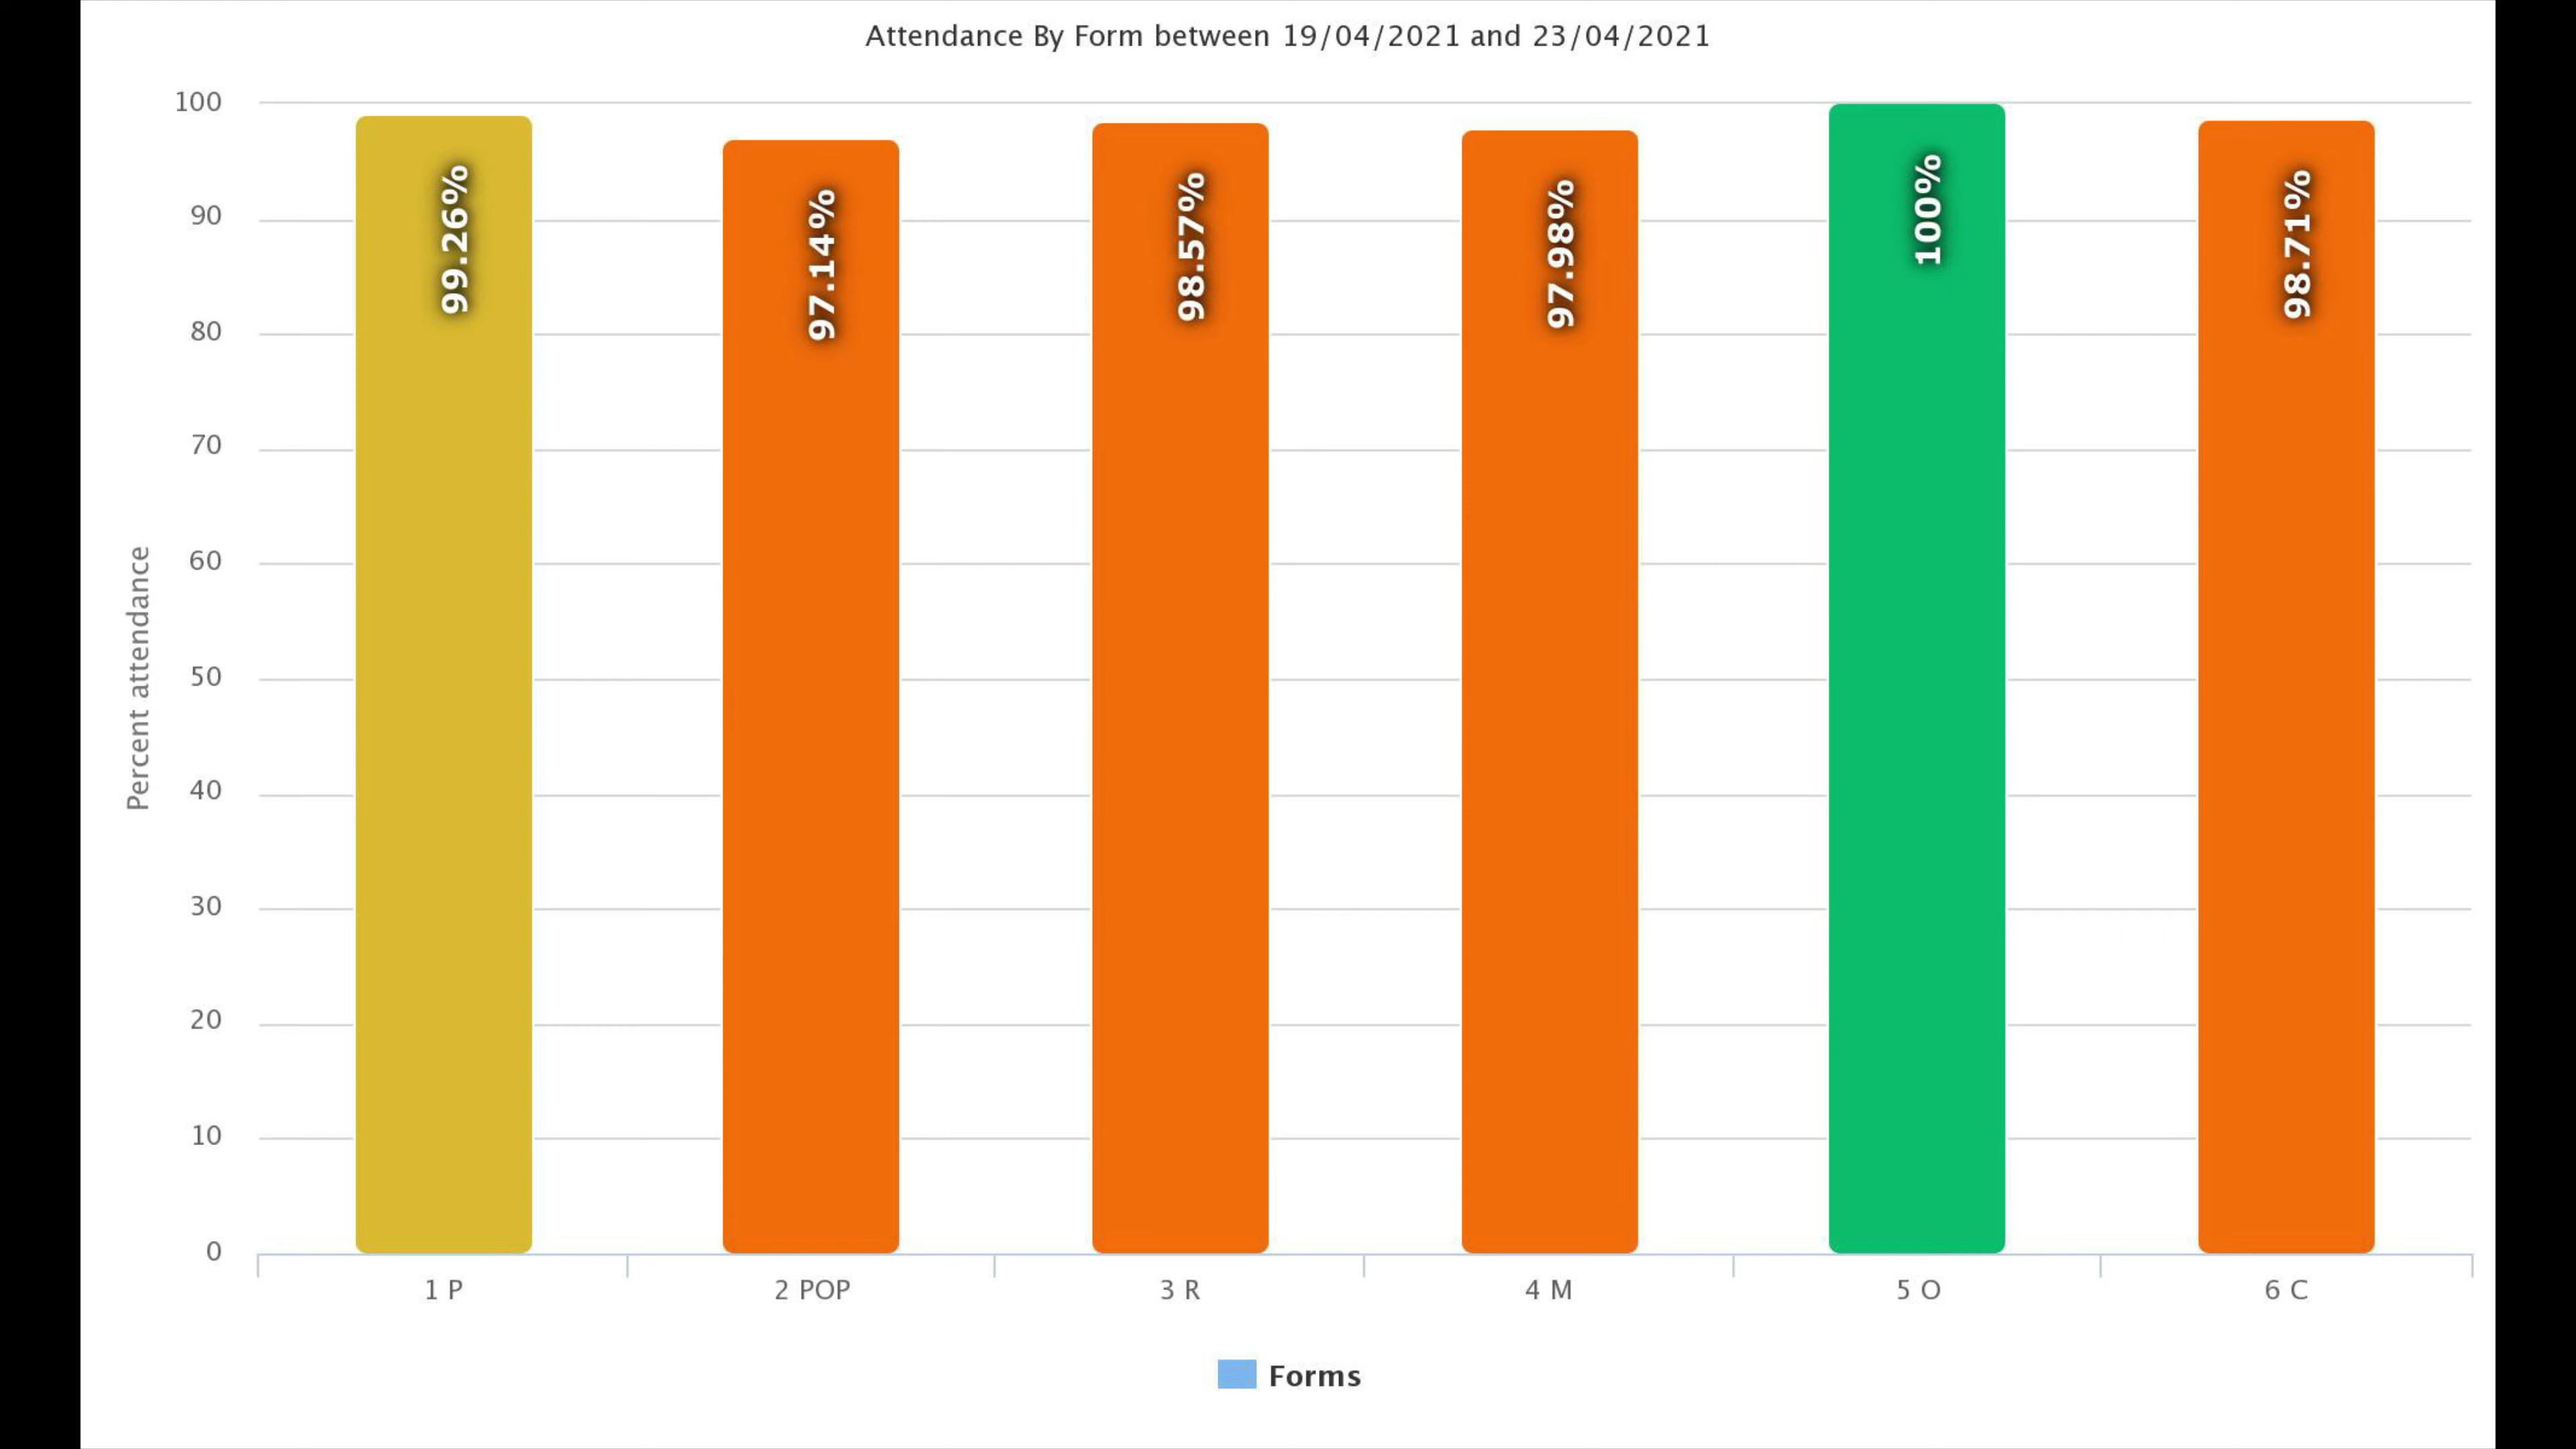 Attendance By Form between 19/04/2021 and 23/04/2021
Percent attendance
100
90
80
70
60
50
40
30
20
10
0
99.26%
97.14%
98.57%
97.98%
100%
98.71%
1 P
2 POP
3 R
4 M
5 O
6 C
Forms